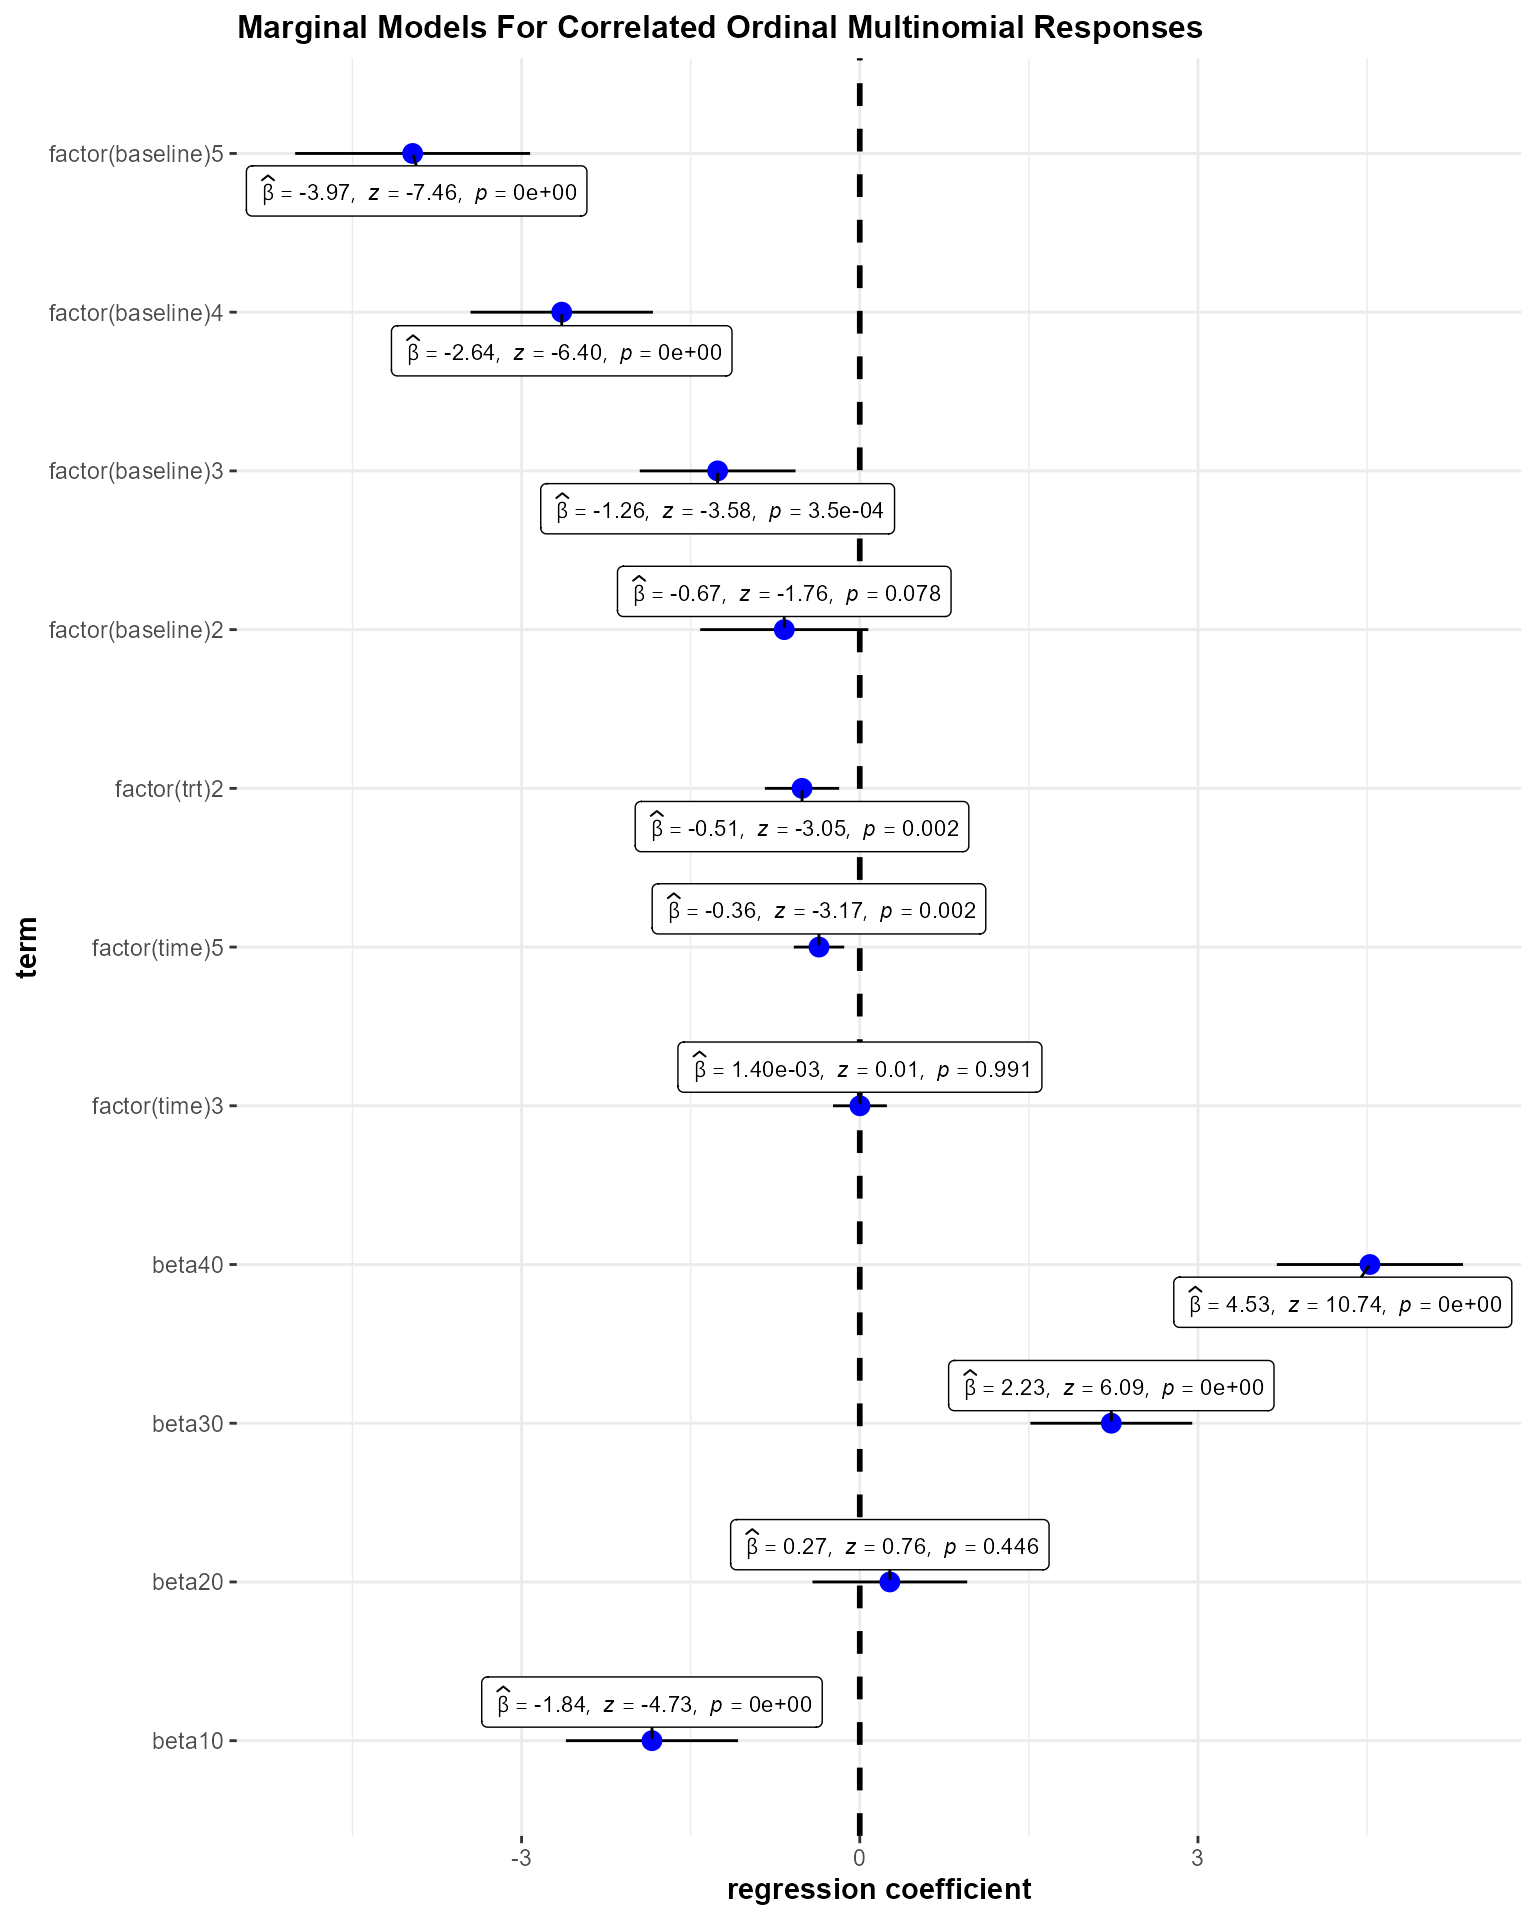 Marginal Models For Correlated Ordinal Multinomial Responses
factor(baseline)5
β̂ = -3.97, z = -7.46, p = 0e+00
factor(baseline)4
β̂ = -2.64, z = -6.40, p = 0e+00
factor(baseline)3
β̂ = -1.26, z = -3.58, p = 3.5e-04
β̂ = -0.67, z = -1.76, p = 0.078
factor(baseline)2
factor(trt)2
β̂ = -0.51, z = -3.05, p = 0.002
β̂ = -0.36, z = -3.17, p = 0.002
factor(time)5
β̂ = 1.40e-03, z = 0.01, p = 0.991
factor(time)3
beta40
β̂ = 4.53, z = 10.74, p = 0e+00
β̂ = 2.23, z = 6.09, p = 0e+00
beta30
β̂ = 0.27, z = 0.76, p = 0.446
beta20
β̂ = -1.84, z = -4.73, p = 0e+00
beta10
term
-3 0 3
regression coefficient